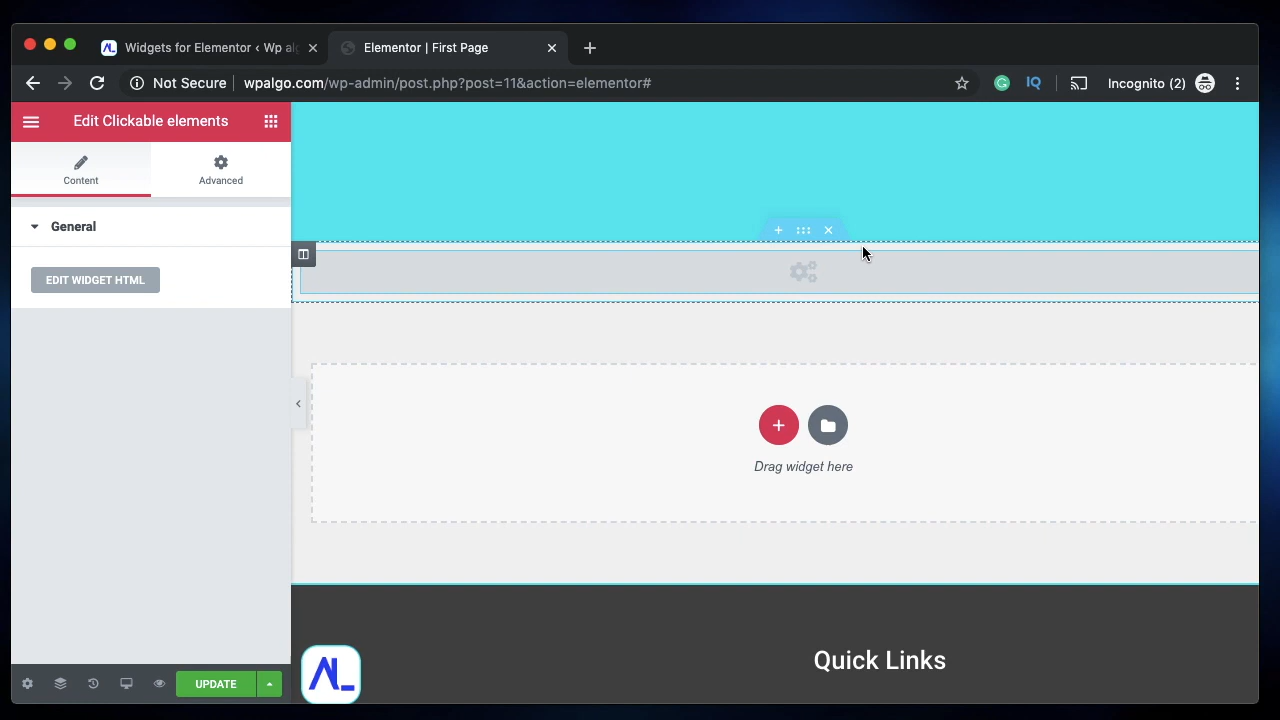 Widgets for Elementor ‹ Wp al
Elementor | First Page
Not Secure
wpalgo.com/wp-admin/post.php?post=11&action=elementor#
IQ
Incognito (2)
Edit Clickable elements
Content
Advanced
General
EDIT WIDGET HTML
Drag widget here
Quick Links
UPDATE